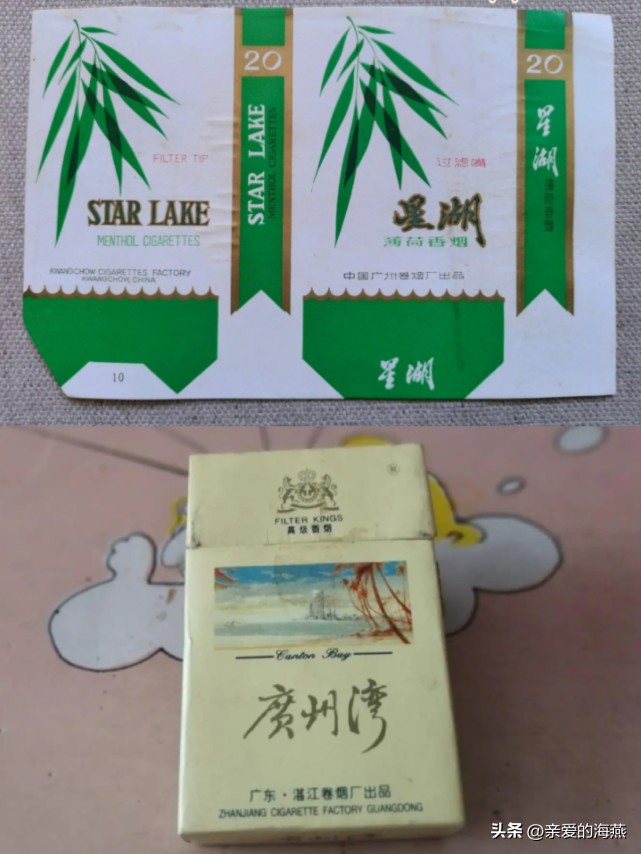 20
20
FILTER TIP
过滤嘴
STAR LAKE
MENTHOL CIGARETTES
STAR LAKE
MENTHOL CIGARETTES
星湖
薄荷香烟
星湖
薄荷香烟
KWANGCHOW CIGARETTES FACTORY
KWANGCHOW, CHINA
中国广州卷烟厂出品
10
星湖
®
FILTER KINGS
高级香烟
Canton Bay
廣州湾
广东·湛江卷烟厂出品
ZHANJIANG CIGARETTE FACTORY GUANGDONG
头条 @亲爱的海燕